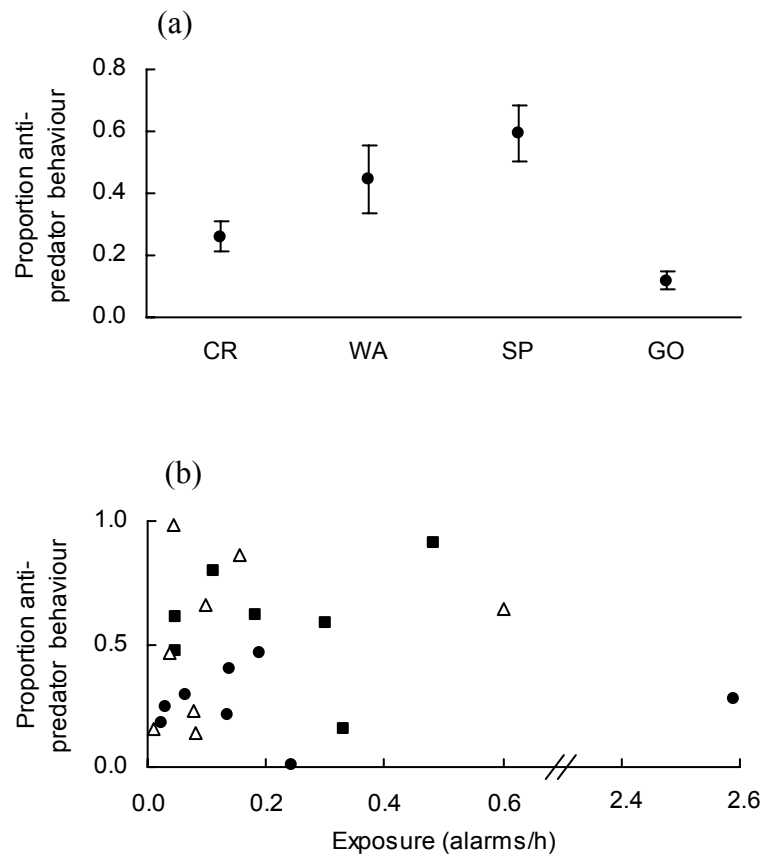 (a)
Proportion anti-
predator behaviour
0.8
0.6
0.4
0.2
0.0
CR WA SP GO
(b)
Proportion anti-
predator behaviour
1.0
0.5
0.0
0.0 0.2 0.4 0.6 2.4 2.6
Exposure (alarms/h)